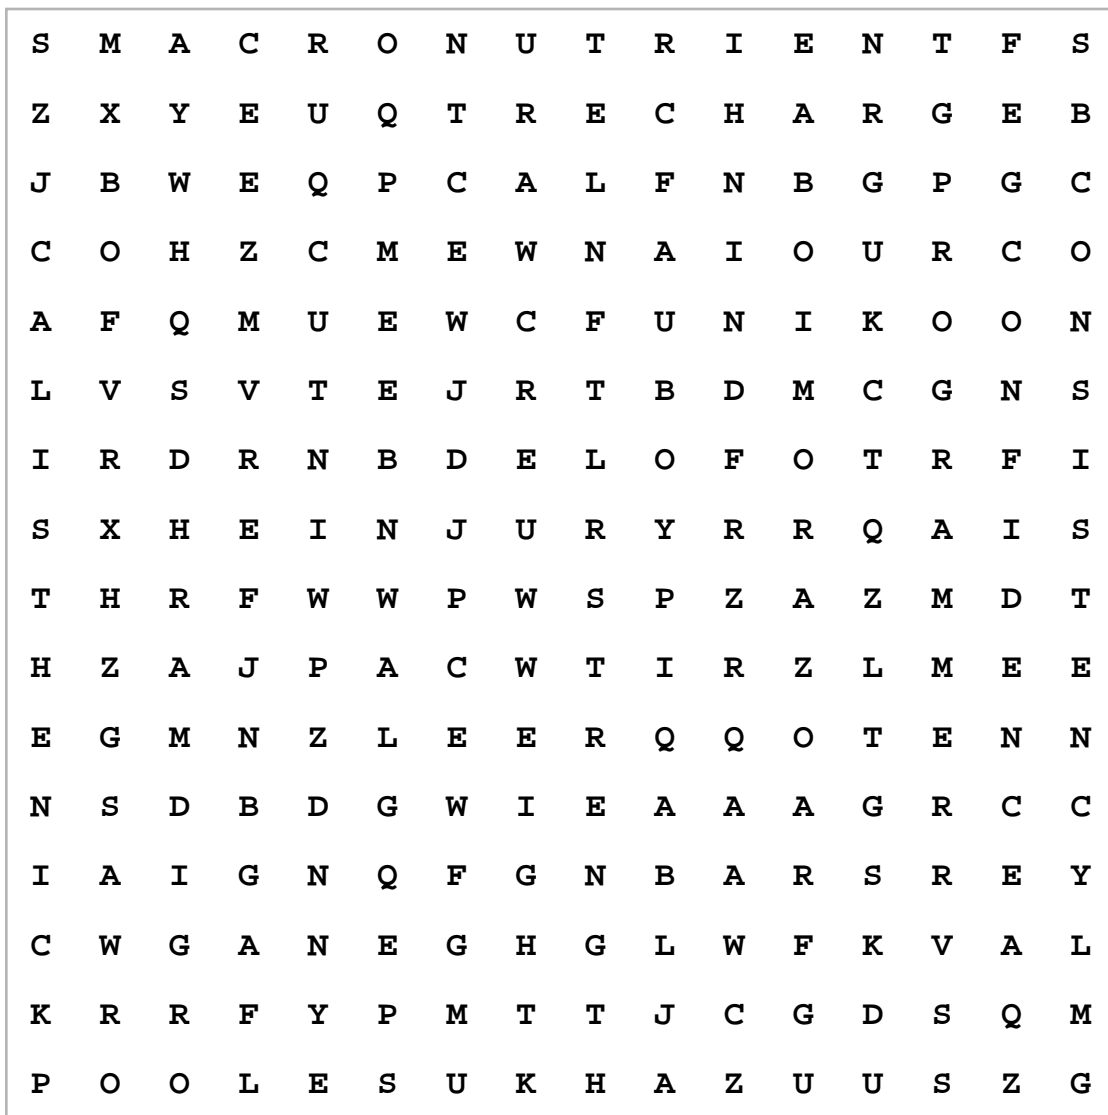 S M A C R O N U T R I E N T F S
Z X Y E U Q T R E C H A R G E B
J B W E Q P C A L F N B G P G C
C O H Z C M E W N A I O U R C O
A F Q M U E W C F U N I K O O N
L V S V T E J R T B D M C G N S
I R D R N B D E L O F O T R F I
S X H E I N J U R Y R R Q A I S
T H R F W W P W S P Z A Z M D T
H Z A J P A C W T I R Z L M E E
E G M N Z L E E R Q Q O T E N N
N S D B D G W I E A A A G R C C
I A I G N Q F G N B A R S R E Y
C W G A N E G H G L W F K V A L
K R R F Y P M T T J C G D S Q M
P O O L E S U K H A Z U U S Z G